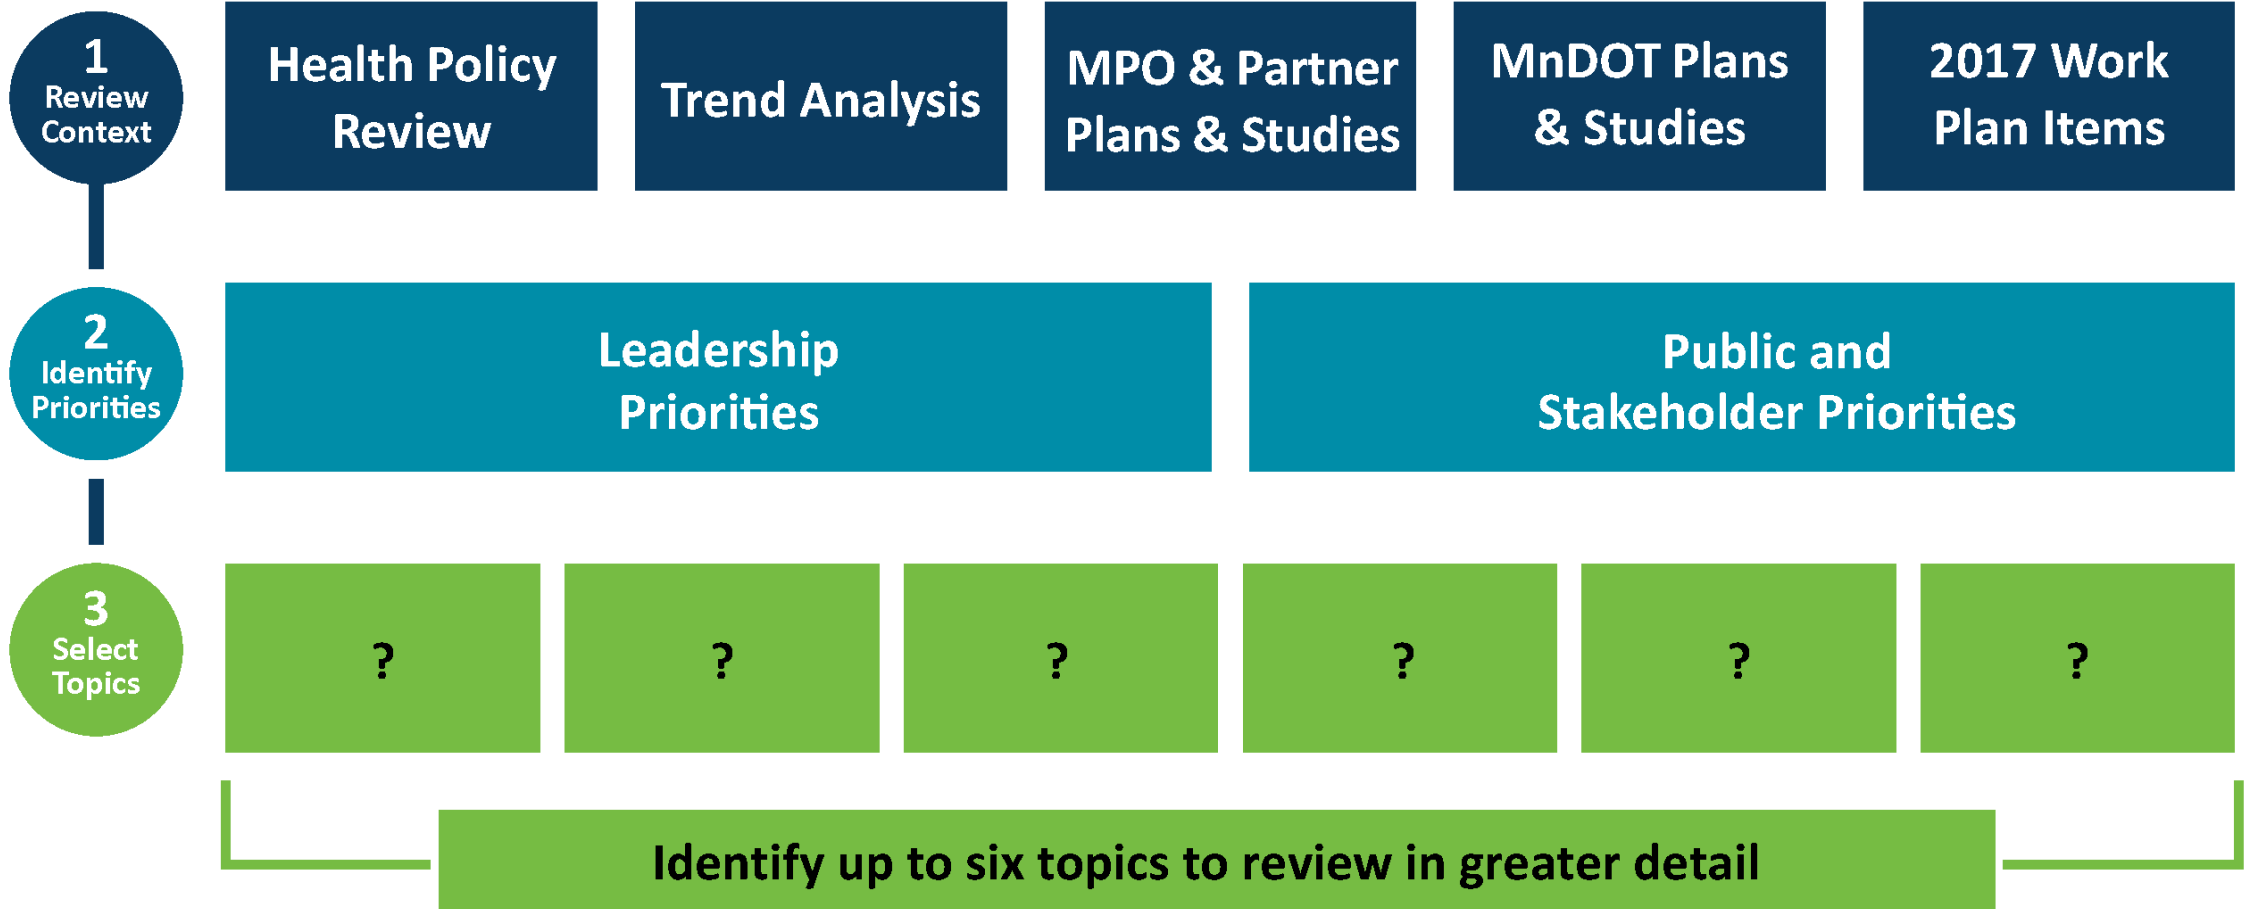 1
Review
Context
Health Policy
Review
Trend Analysis
MPO & Partner
Plans & Studies
MnDOT Plans
& Studies
2017 Work
Plan Items
2
Identify
Priorities
Leadership
Priorities
Public and
Stakeholder Priorities
3
Select
Topics
?
?
?
?
?
?
Identify up to six topics to review in greater detail